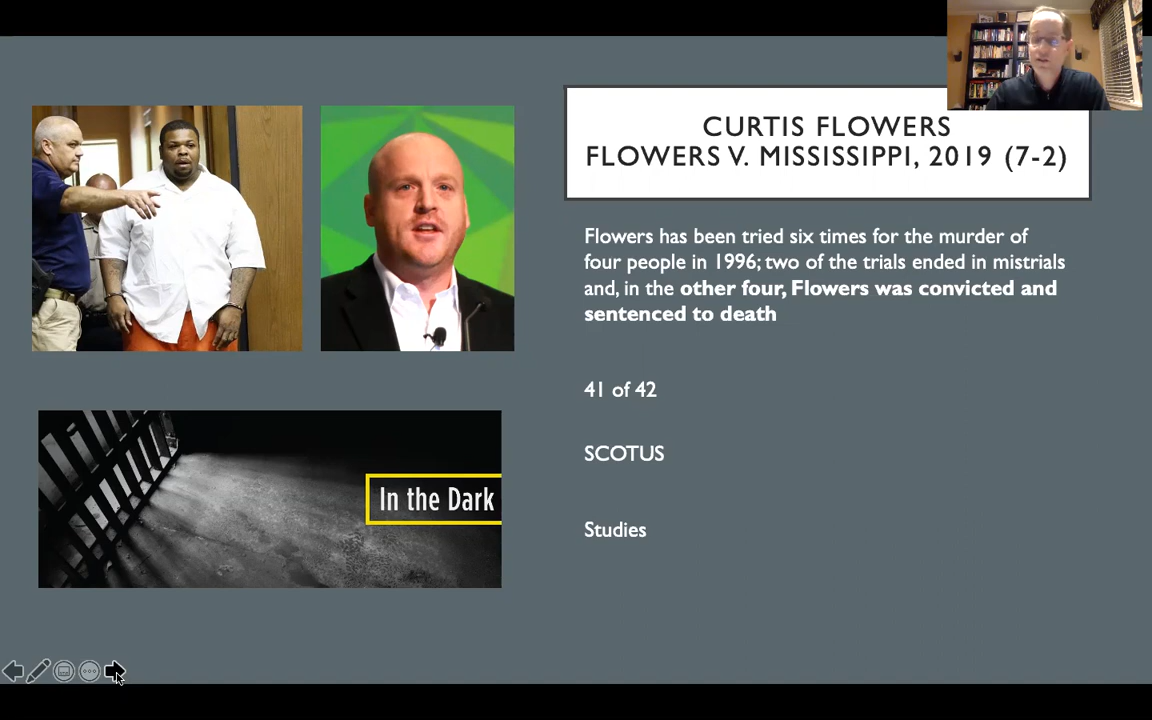 CURTIS FLOWERS
FLOWERS V. MISSISSIPPI, 2019 (7-2)
Flowers has been tried six times for the murder of
four people in 1996; two of the trials ended in mistrials
and, in the other four, Flowers was convicted and
sentenced to death
41 of 42
SCOTUS
Studies
In the Dark